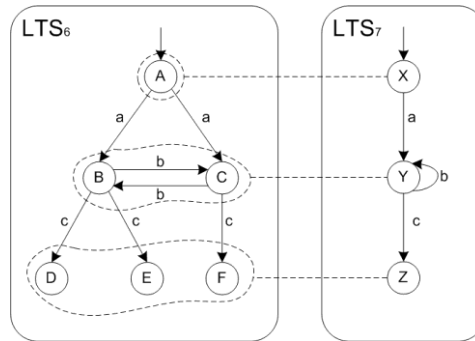 LTS₆ LTS₇
A X
a a a
b
B C Y b
b
c c c c
D E F Z